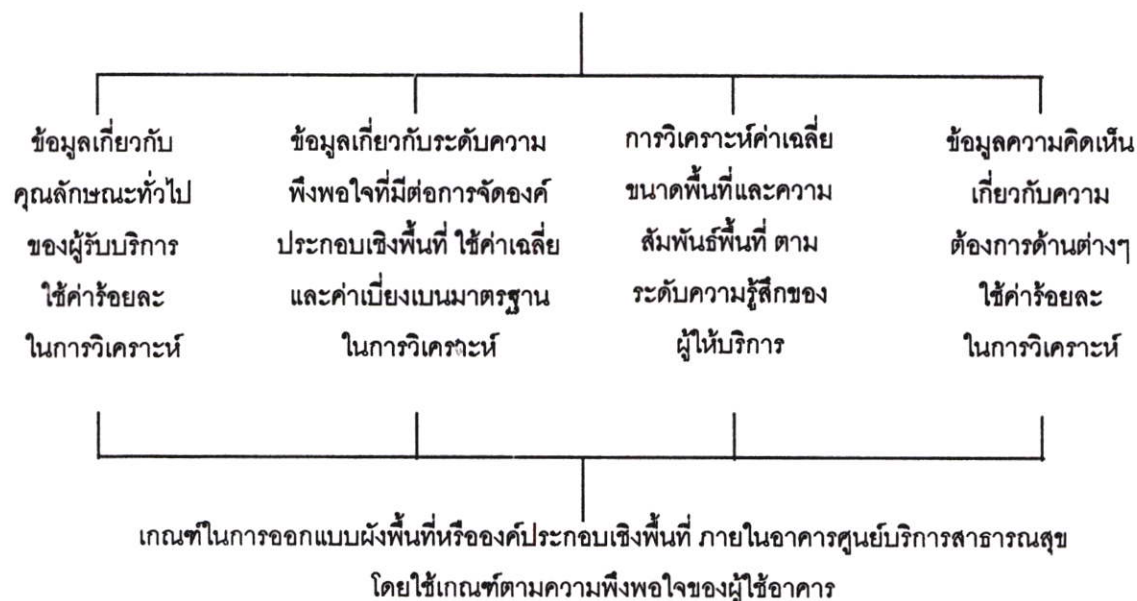 ข้อมูลเกี่ยวกับ
คุณลักษณะทั่วไป
ของผู้รับบริการ
ใช้ค่าร้อยละ
ในการวิเคราะห์
ข้อมูลเกี่ยวกับระดับความ
พึงพอใจที่มีต่อการจัดองค์
ประกอบเชิงพื้นที่ ใช้ค่าเฉลี่ย
และค่าเบี่ยงเบนมาตรฐาน
ในการวิเคราะห์
การวิเคราะห์ค่าเฉลี่ย
ขนาดพื้นที่และความ
สัมพันธ์พื้นที่ ตาม
ระดับความรู้สึกของ
ผู้ให้บริการ
ข้อมูลความคิดเห็น
เกี่ยวกับความ
ต้องการด้านต่างๆ
ใช้ค่าร้อยละ
ในการวิเคราะห์
เกณฑ์ในการออกแบบผังพื้นที่หรือองค์ประกอบเชิงพื้นที่ ภายในอาคารศูนย์บริการสาธารณสุข
โดยใช้เกณฑ์ตามความพึงพอใจของผู้ใช้อาคาร